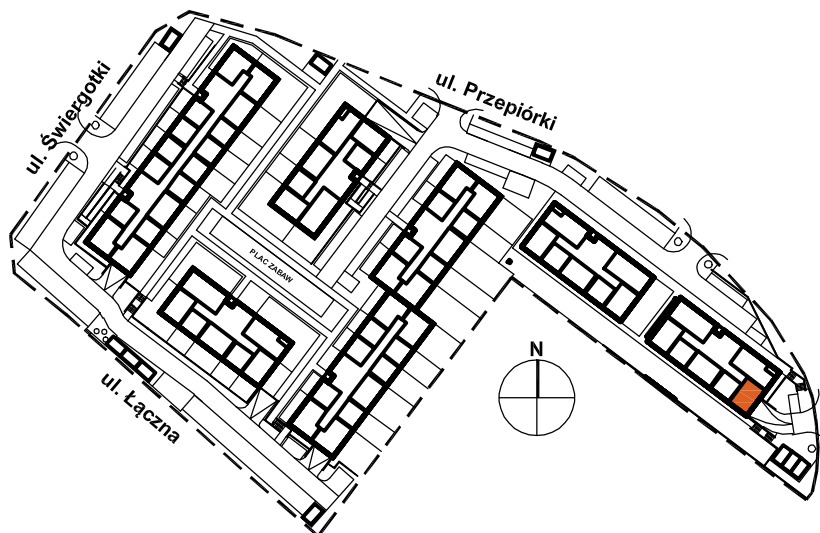 ul. Świergotki
ul. Przepiórki
PLAC ZABAW
N
ul. Łączna